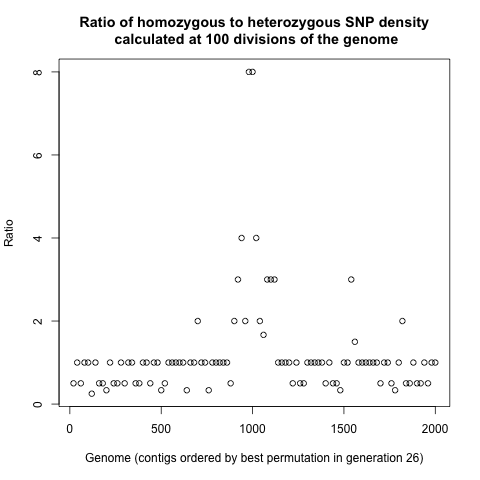 Ratio of homozygous to heterozygous SNP density
calculated at 100 divisions of the genome
8
6
4
2
0
Ratio
0 500 1000 1500 2000
Genome (contigs ordered by best permutation in generation 26)